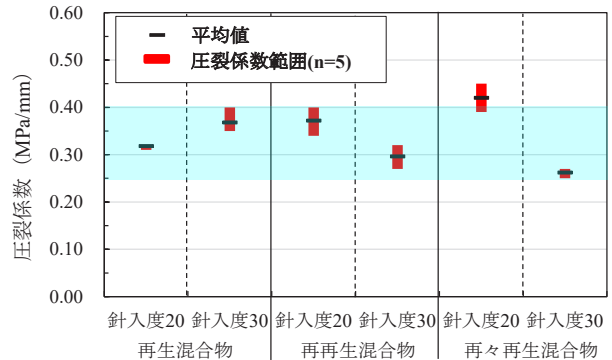 0.60
0.50
0.40
0.30
0.20
0.10
0.00
圧裂係数 (MPa/mm)
平均値
圧裂係数範囲(n=5)
針入度20 針入度30 針入度20 針入度30 針入度20 針入度30
再生混合物 再再生混合物 再々再生混合物